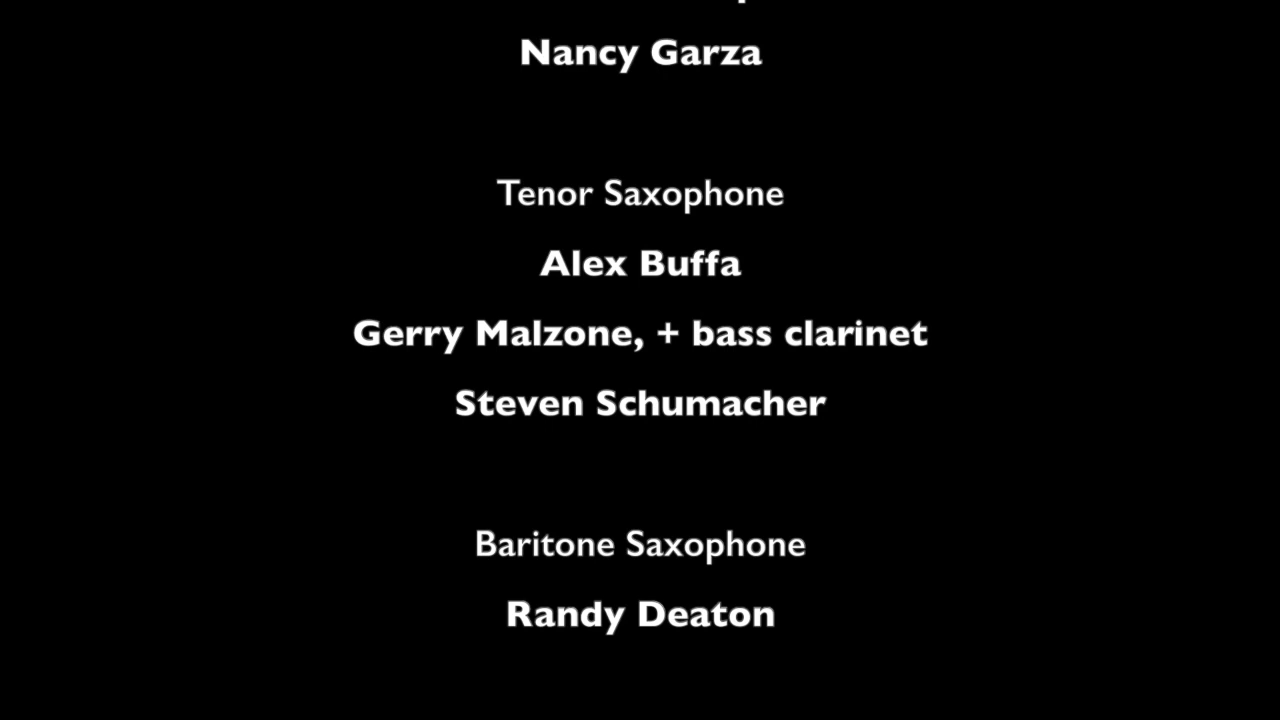 Nancy Garza
Tenor Saxophone
Alex Buffa
Gerry Malzone, + bass clarinet
Steven Schumacher
Baritone Saxophone
Randy Deaton